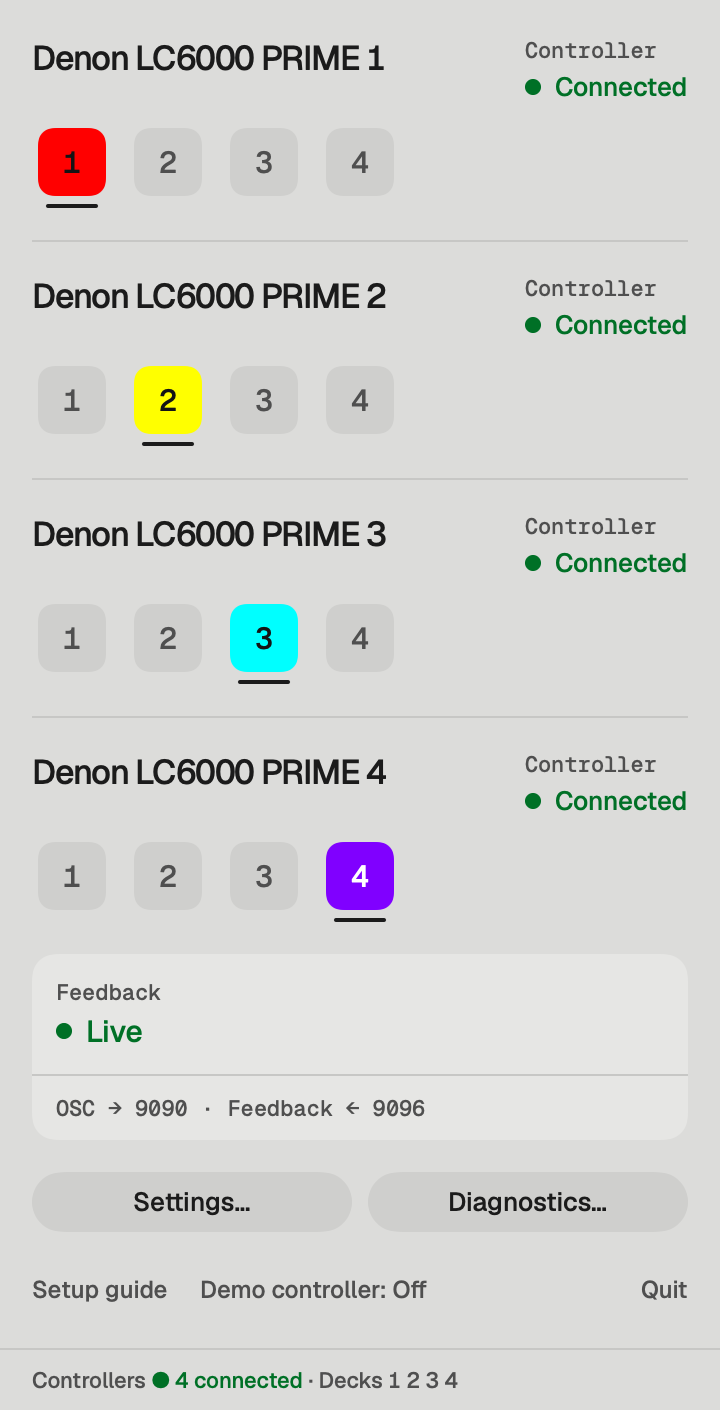 Denon LC6000 PRIME 1
Controller
Connected
1 2 3 4
Denon LC6000 PRIME 2
Controller
Connected
1 2 3 4
Denon LC6000 PRIME 3
Controller
Connected
1 2 3 4
Denon LC6000 PRIME 4
Controller
Connected
1 2 3 4
Feedback
Live
OSC → 9090 · Feedback ← 9096
Settings... Diagnostics...
Setup guide Demo controller: Off Quit
Controllers ● 4 connected · Decks 1 2 3 4